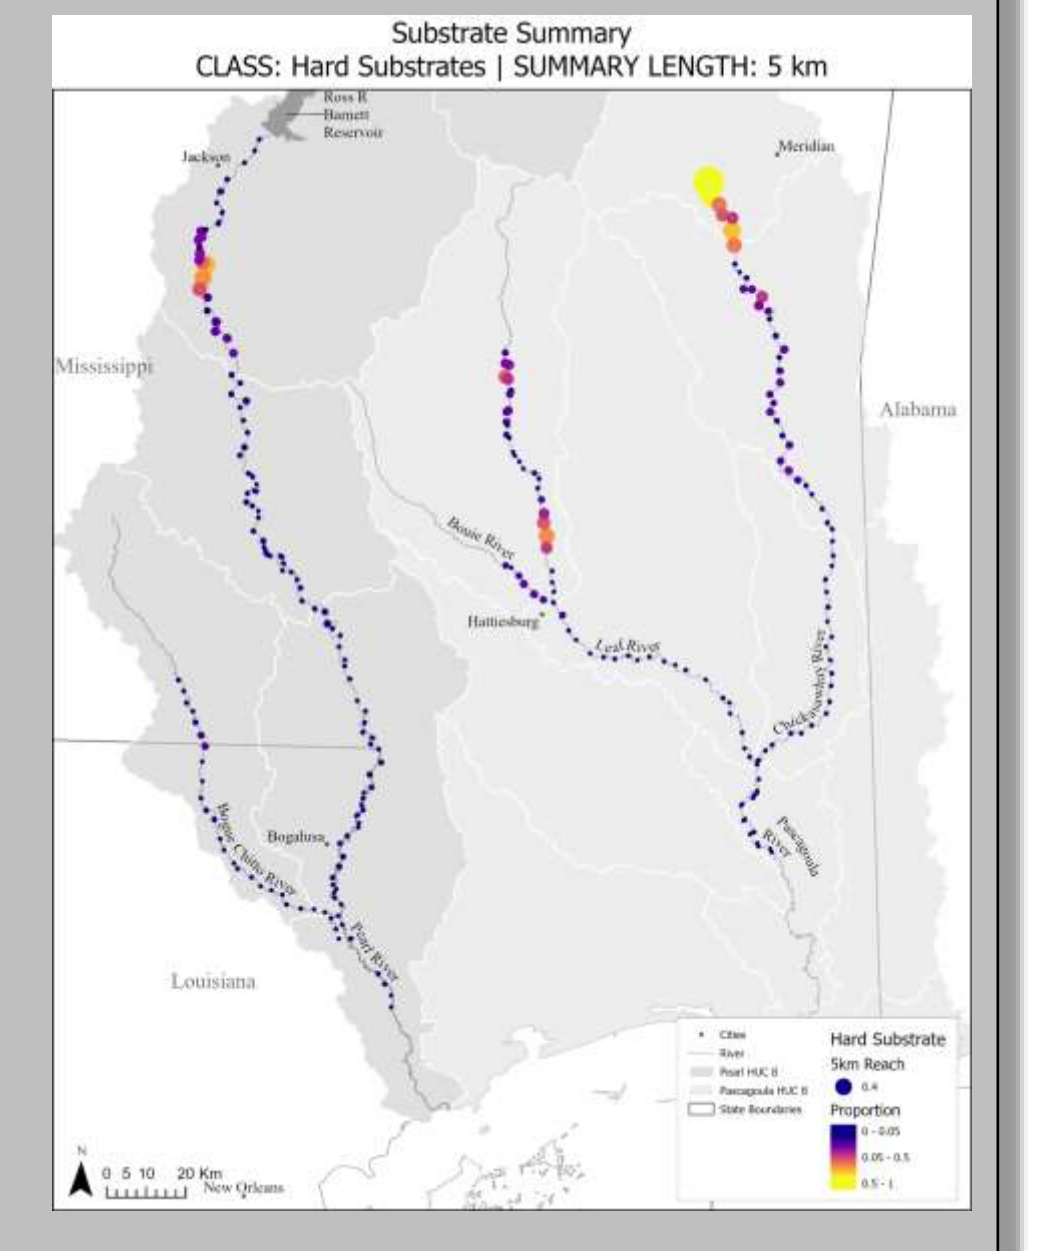 Substrate Summary
CLASS: Hard Substrates | SUMMARY LENGTH: 5 km
Ross R
Barnett
Reservoir
Jackson
Meridian
Mississippi
Alabama
Bouie River
Hattiesburg
Leaf River
Chickasawhay River
Pascagoula
River
Bogue Chitto River
Bogalusa
Pearl River
Louisiana
Cities
River
Pearl HUC 8
Pascagoula HUC 8
State Boundaries
Hard Substrate
5km Reach
0.4
Proportion
0 - 0.05
0.05 - 0.5
0.5 - 1
N
0 5 10 20 Km
New Orleans